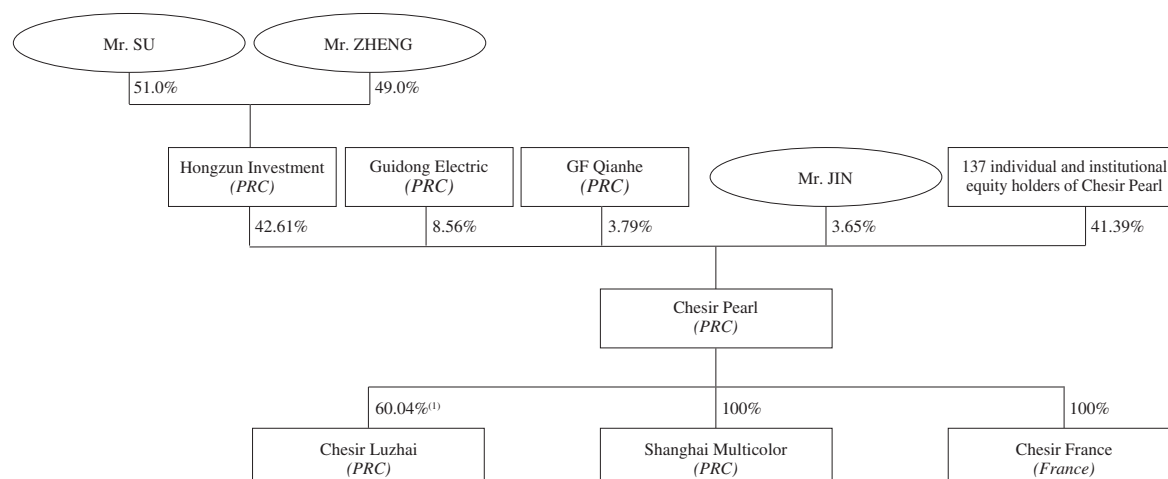 Mr. SU
Mr. ZHENG
51.0%
49.0%
Hongzun Investment
(PRC)
Guidong Electric
(PRC)
GF Qianhe
(PRC)
Mr. JIN
137 individual and institutional
equity holders of Chesir Pearl
42.61%
8.56%
3.79%
3.65%
41.39%
Chesir Pearl
(PRC)
60.04%(1)
100%
100%
Chesir Luzhai
(PRC)
Shanghai Multicolor
(PRC)
Chesir France
(France)